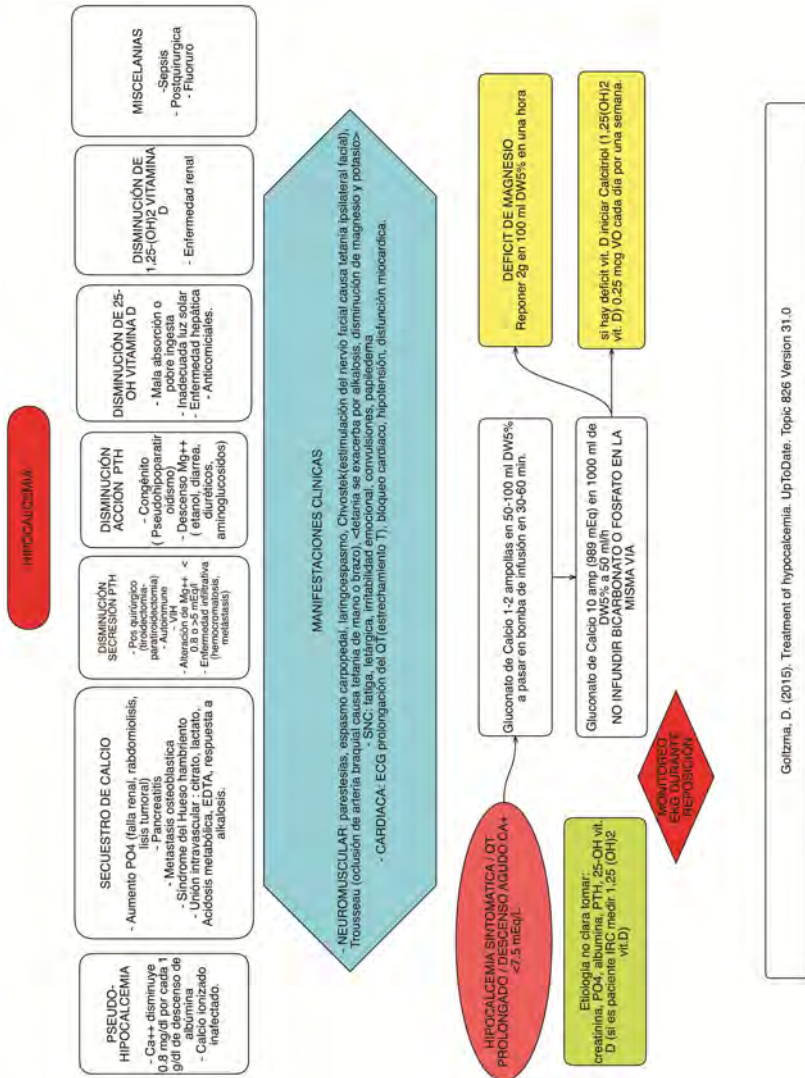 HIPOCALCEMIA
PSEUDO-
HIPOCALCEMIA
- Ca++ disminuye
0.8 mg/dl por cada 1
g/dl de descenso de
albúmina
- Calcio ionizado
inafectado.
SECUESTRO DE CALCIO
- Aumento PO4 (falla renal, rabdomiolisis,
lisis tumoral)
- Pancreatitis
- Metastasis osteoblastica
- Síndrome del Hueso hambriento
- Unión intravascular : citrato, lactato,
Acidosis metabólica, EDTA, respuesta a
alkalosis.
DISMINUCIÓN
SECRESIÓN PTH
- Pos quirúrgico
(tiroidectomia-
paratiroidectomia)
- Autoinmune
- VIH
- Alteración de Mg++ <
0.8 o >5 mEq/l
- Enfermedad infiltrativa
(hemocromatosis,
metástasis)
DISMINUCIÓN
ACCION PTH
- Congénito
( Pseudohipoparatir
oidismo)
- Descenso Mg++
( etanol, diarrea,
diuréticos,
aminoglucosidos)
DISMINUCIÓN DE 25-
OH VITAMINA D
- Mala absorción o
pobre ingesta
- Inadecuada luz solar
- Enfermedad hepática
- Anticomiciales.
DISMINUCIÓN DE
1,25-(OH)2 VITAMINA
D
- Enfermedad renal
MISCELANIAS
-Sepsis
- Postquirurgica
- Fluoruro
MANIFESTACIONES CLINICAS
- NEUROMUSCULAR: parestesias, espasmo carpopedal, laringoespasmo, Chvostek(estimulación del nervio facial causa tetania ipsilateral facial),
Trousseau (oclusión de artería braquial causa tetania de mano o brazo), <detania se exacerba por alkalosis, disminución de magnesio y potasio>
- SNC: fatiga, letárgica, irritabilidad emocional, convulsiones, papiledema
- CARDIACA: ECG prolongación del QT(estrechamiento T), bloqueo cardiaco, hipotensión, disfunción miocardica.
HIPOCALCEMIA SINTOMATICA / QT
PROLONGADO / DESCENSO AGUDO CA+
<7.5 mEq/L
Gluconato de Calcio 1-2 ampollas en 50-100 ml DW5%
a pasar en bomba de infusión en 30-60 min.
DEFICIT DE MAGNESIO
Reponer 2g en 100 ml DW5% en una hora
Etiología no clara tomar:
creatinina, PO4, albumina, PTH, 25-OH vit.
D (si es paciente IRC medir 1,25 (OH)2
vit.D)
Gluconato de Calcio 10 amp (989 mEq) en 1000 ml de
DW5% a 50 ml/h
NO INFUNDIR BICARBONATO O FOSFATO EN LA
MISMA VIA
si hay deficit vit. D iniciar Calcitriol (1,25(OH)2
vit. D) 0.25 mcg VO cada día por una semana.
MONITOREO
EKG DURANTE
REPOSICIÓN
Goltzma, D. (2015). Treatment of hypocalcemia. UpToDate. Topic 826 Version 31.0